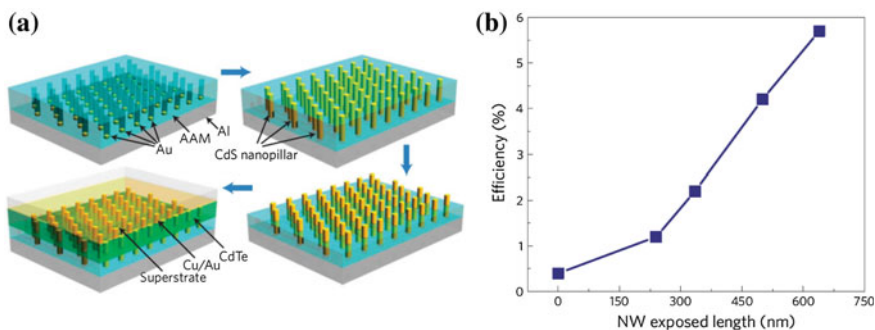 (a)
Au
AAM
Al
CdS nanopillar
Superstrate
Cu/Au
CdTe
(b)
Efficiency (%)
6
5
4
3
2
1
0
0
150
300
450
600
750
NW exposed length (nm)